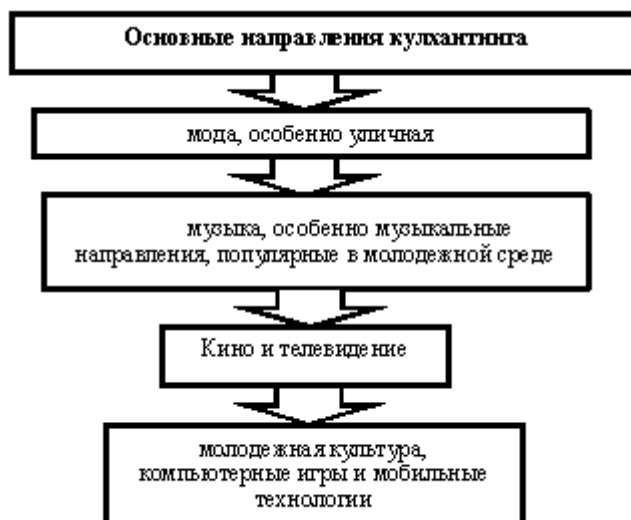 Основные направления кулхантинга
мода, особенно уличная
музыка, особенно музыкальные
направления, популярные в молодежной среде
Кино и телевидение
молодежная культура,
компьютерные игры и мобильные
технологии